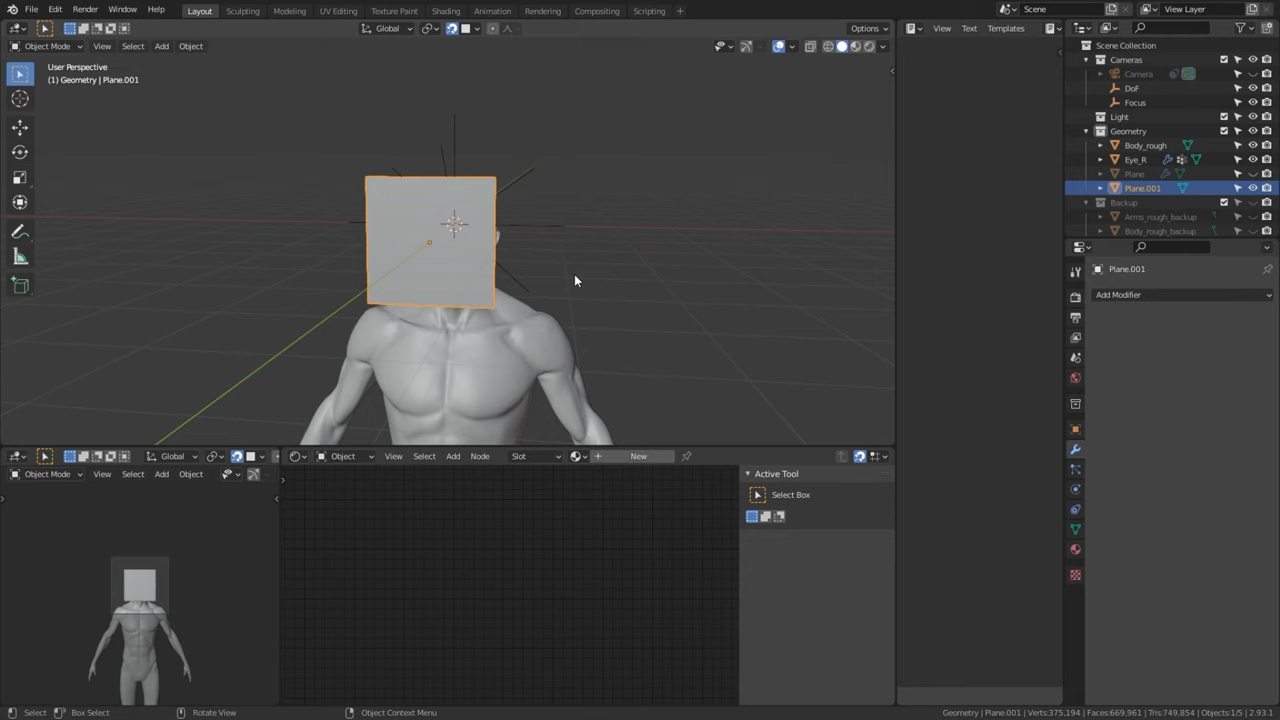 File Edit Render Window Help Layout Sculpting Modeling UV Editing Texture Paint Shading Animation Rendering Compositing Scripting + Scene View Layer
Global Options View Text Templates
Object Mode View Select Add Object
User Perspective
(1) Geometry | Plane.001
Scene Collection
Cameras
Camera
DoF
Focus
Light
Geometry
Body_rough
Eye_R
Plane
Plane.001
Backup
Arms_rough_backup
Body_rough_backup
Plane.001
Add Modifier
Global Object View Select Add Node Slot New
Object Mode View Select Add Object
Active Tool
Select Box
Select Box Select Rotate View Object Context Menu Geometry | Plane.001 | Verts:375,194 | Faces:669,961 | Tris:749,854 | Objects:1/5 | 2.93.1